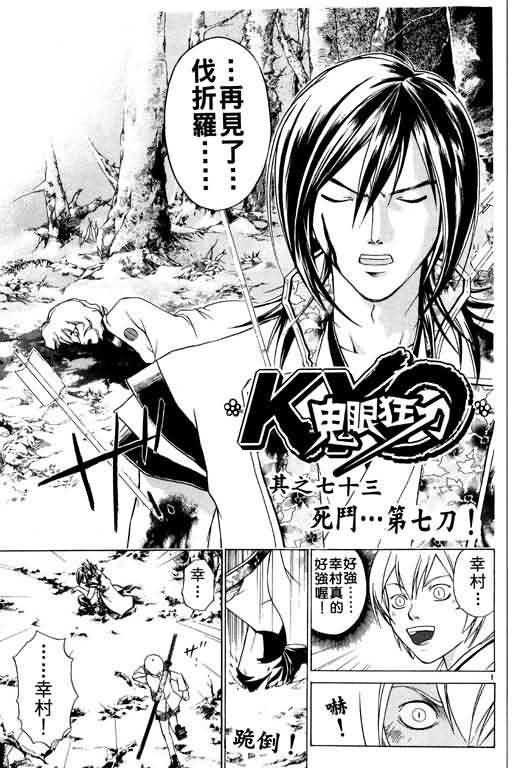 …再見了…
伐折羅……
KYO
鬼眼狂刀
其之七十三
死鬥…第七刀！
幸村…
好強…
幸村真的
好強喔！
嚇！
1
跪倒！
幸…
……幸村！